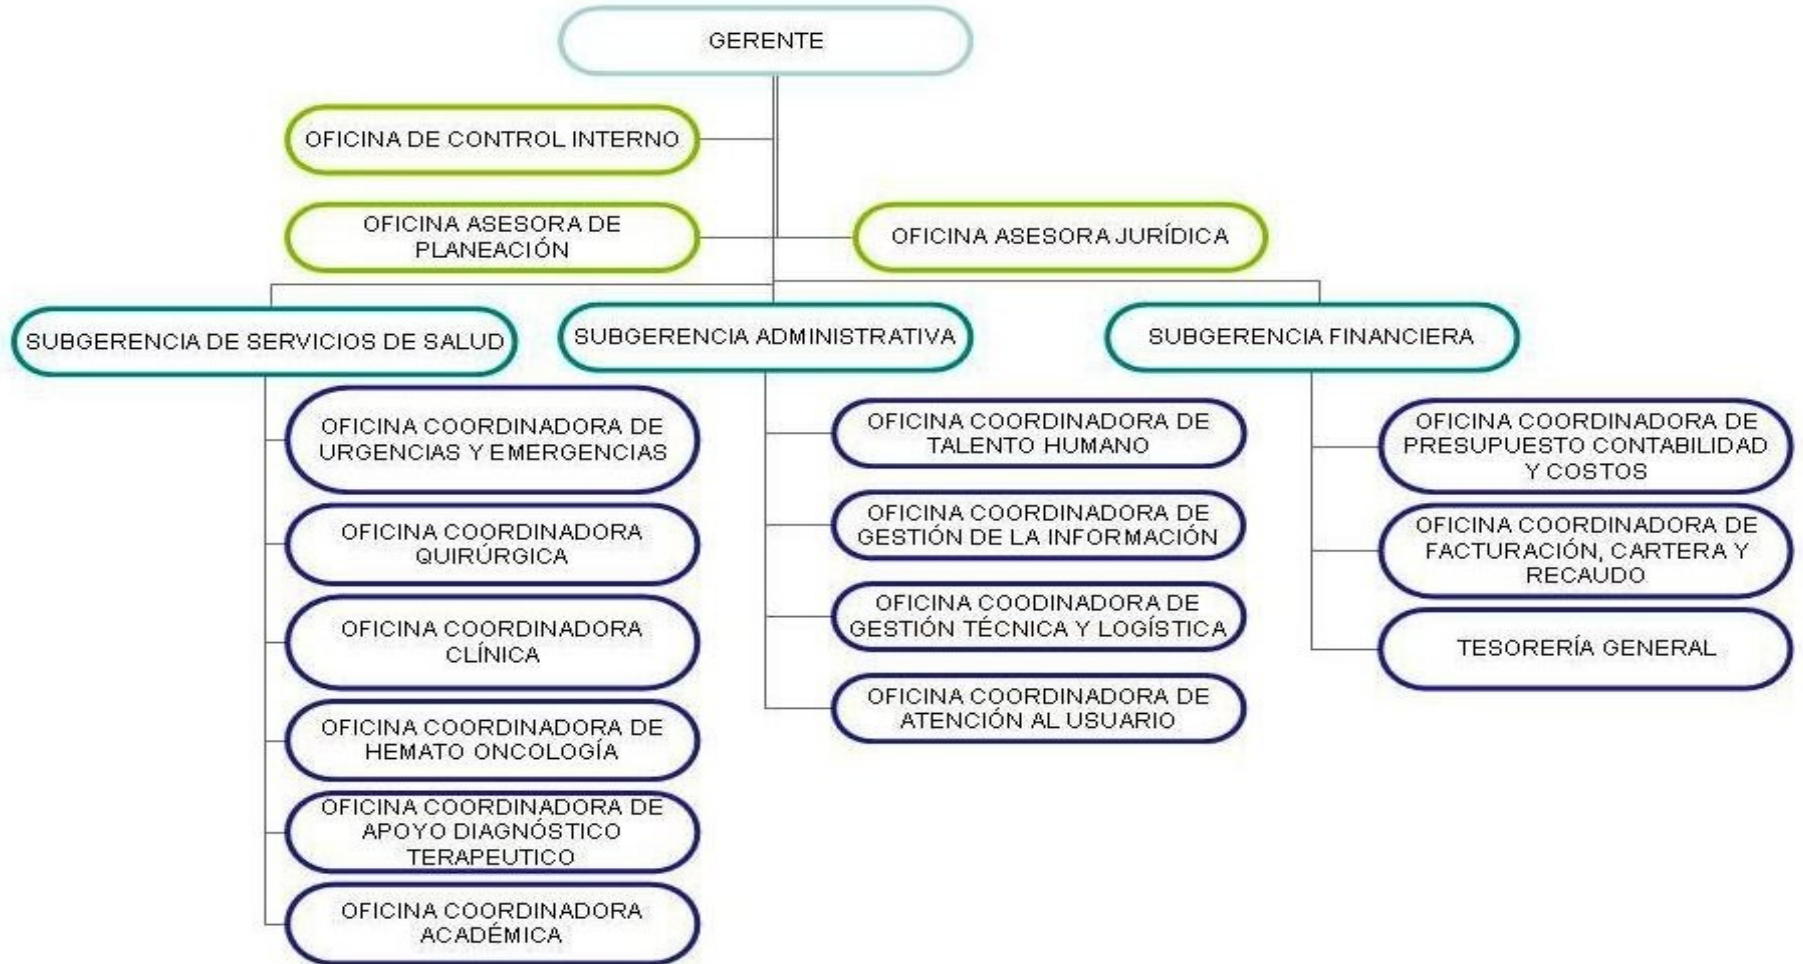 GERENTE
OFICINA DE CONTROL INTERNO
OFICINA ASESORA DE
PLANEACIÓN
OFICINA ASESORA JURÍDICA
SUBGERENCIA DE SERVICIOS DE SALUD
SUBGERENCIA ADMINISTRATIVA
SUBGERENCIA FINANCIERA
OFICINA COORDINADORA DE
URGENCIAS Y EMERGENCIAS
OFICINA COORDINADORA
QUIRÚRGICA
OFICINA COORDINADORA
CLÍNICA
OFICINA COORDINADORA DE
HEMATO ONCOLOGÍA
OFICINA COORDINADORA DE
APOYO DIAGNÓSTICO
TERAPEUTICO
OFICINA COORDINADORA
ACADÉMICA
OFICINA COORDINADORA DE
TALENTO HUMANO
OFICINA COORDINADORA DE
GESTIÓN DE LA INFORMACIÓN
OFICINA COODINADORA DE
GESTIÓN TÉCNICA Y LOGÍSTICA
OFICINA COORDINADORA DE
ATENCIÓN AL USUARIO
OFICINA COORDINADORA DE
PRESUPUESTO CONTABILIDAD
Y COSTOS
OFICINA COORDINADORA DE
FACTURACIÓN, CARTERA Y
RECAUDO
TESORERÍA GENERAL